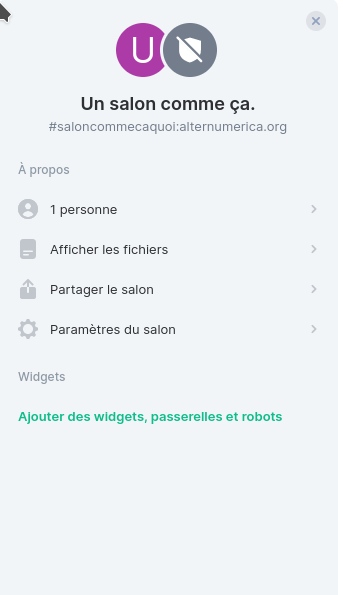 U
Un salon comme ça.
#saloncommecaquoi:alternumerica.org
À propos
1 personne
Afficher les fichiers
Partager le salon
Paramètres du salon
Widgets
Ajouter des widgets, passerelles et robots